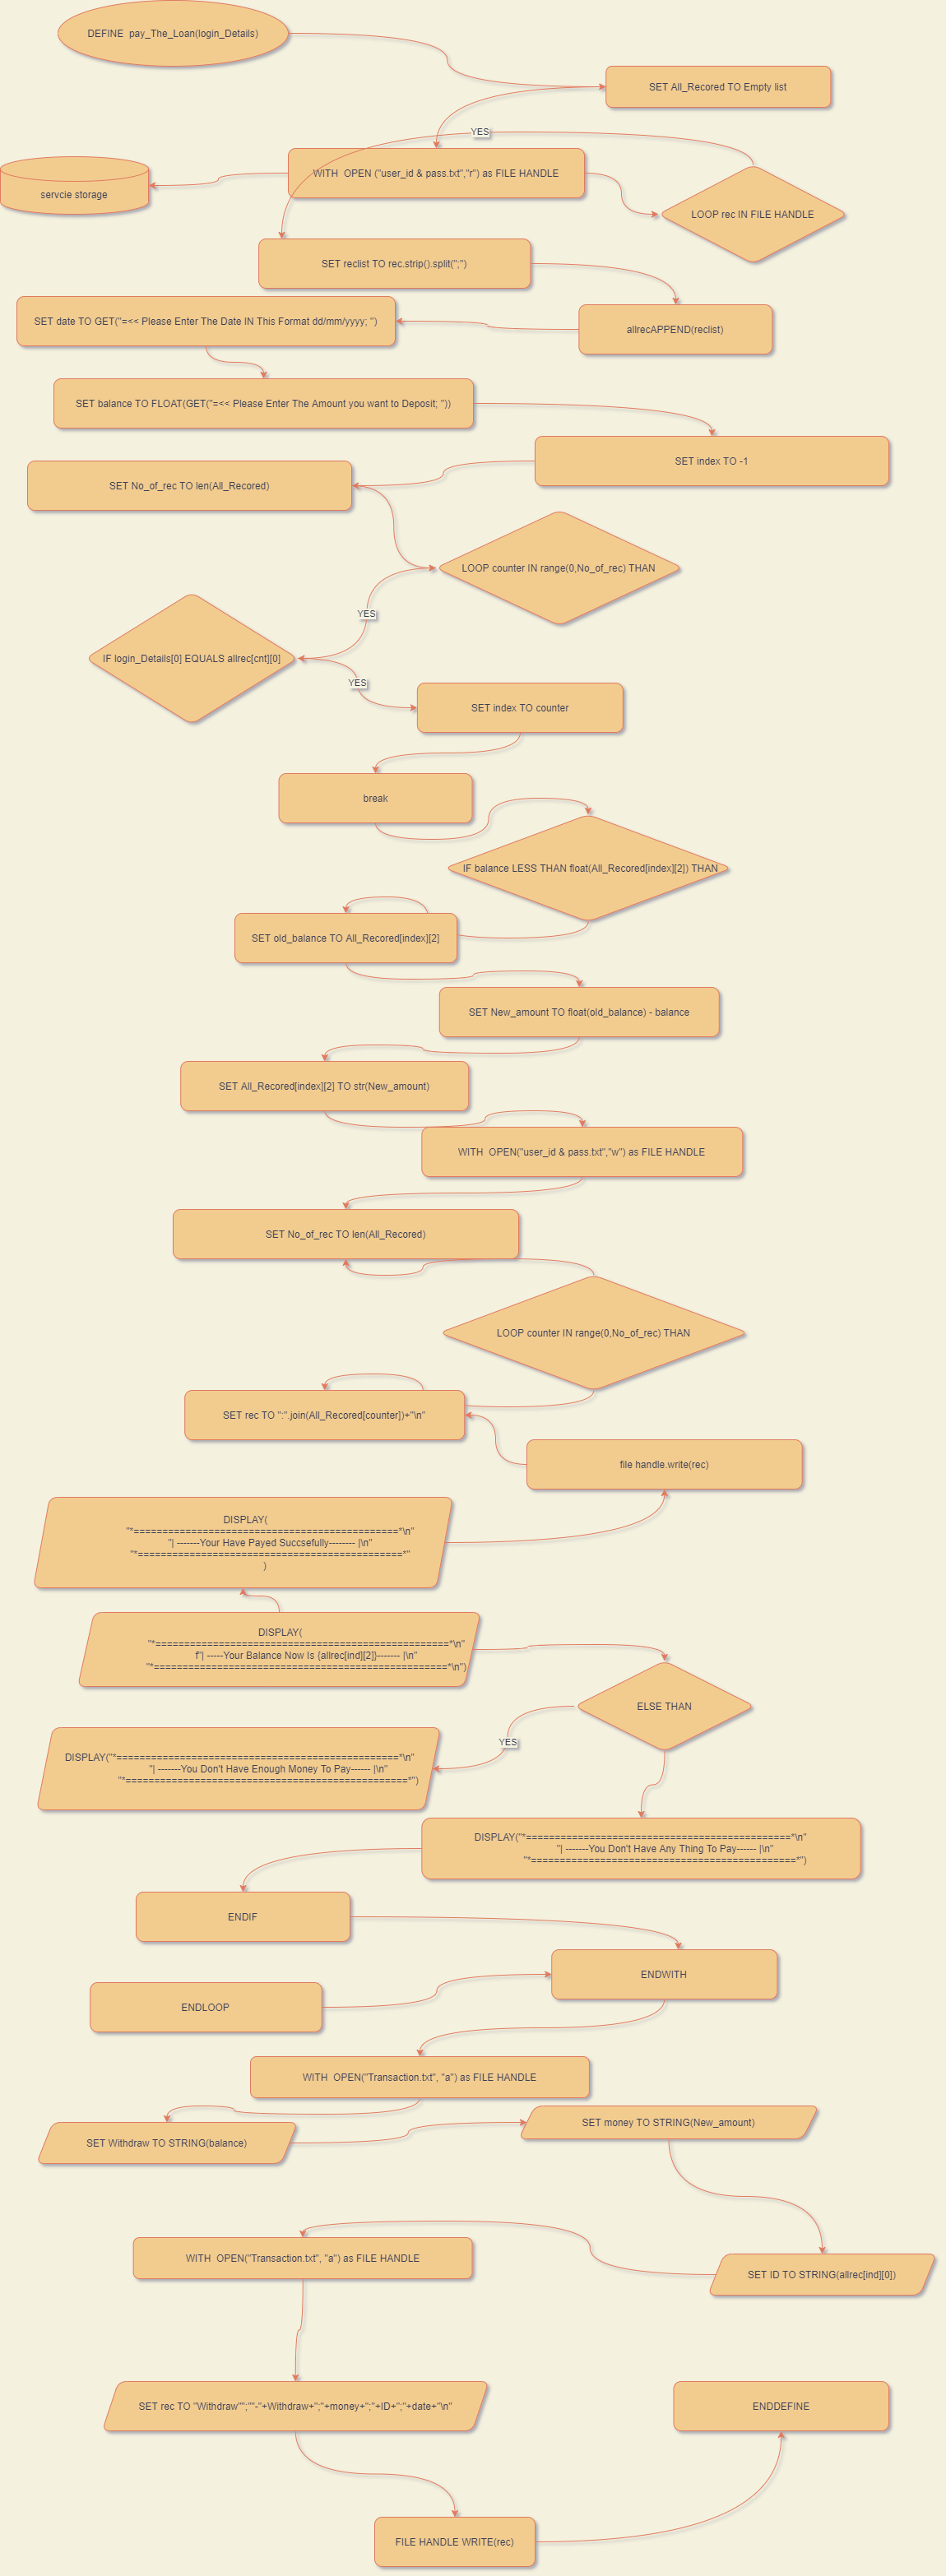 DEFINE  pay_The_Loan(login_Details)
SET All_Recored TO Empty list
YES
WITH  OPEN ("user_id & pass.txt","r") as FILE HANDLE
servcie storage
LOOP rec IN FILE HANDLE
SET reclist TO rec.strip().split(";")
SET date TO GET("=<< Please Enter The Date IN This Format dd/mm/yyyy; ")
allrecAPPEND(reclist)
SET balance TO FLOAT(GET("=<< Please Enter The Amount you want to Deposit; "))
SET index TO -1
SET No_of_rec TO len(All_Recored)
LOOP counter IN range(0,No_of_rec) THAN
YES
IF login_Details[0] EQUALS allrec[cnt][0]
YES
SET index TO counter
break
IF balance LESS THAN float(All_Recored[index][2]) THAN
SET old_balance TO All_Recored[index][2]
SET New_amount TO float(old_balance) - balance
SET All_Recored[index][2] TO str(New_amount)
WITH  OPEN("user_id & pass.txt","w") as FILE HANDLE
SET No_of_rec TO len(All_Recored)
LOOP counter IN range(0,No_of_rec) THAN
SET rec TO ":".join(All_Recored[counter])+"\n"
file handle.write(rec)
DISPLAY(
"*==============================================*\n"
"| -------Your Have Payed Succsefully-------- |\n"
"*==============================================*"
)
DISPLAY(
"*===================================================*\n"
f"| -----Your Balance Now Is {allrec[ind][2]}------- |\n"
"*===================================================*\n")
ELSE THAN
YES
DISPLAY("*=================================================*\n"
"| -------You Don't Have Enough Money To Pay------ |\n"
"*=================================================*")
DISPLAY("*==============================================*\n"
"| -------You Don't Have Any Thing To Pay------ |\n"
"*==============================================*")
ENDIF
ENDWITH
ENDLOOP
WITH  OPEN("Transaction.txt", "a") as FILE HANDLE
SET money TO STRING(New_amount)
SET Withdraw TO STRING(balance)
WITH  OPEN("Transaction.txt", "a") as FILE HANDLE
SET ID TO STRING(allrec[ind][0])
SET rec TO "Withdraw"";""-"+Withdraw+";"+money+";"+ID+";"+date+"\n"
ENDDEFINE
FILE HANDLE WRITE(rec)